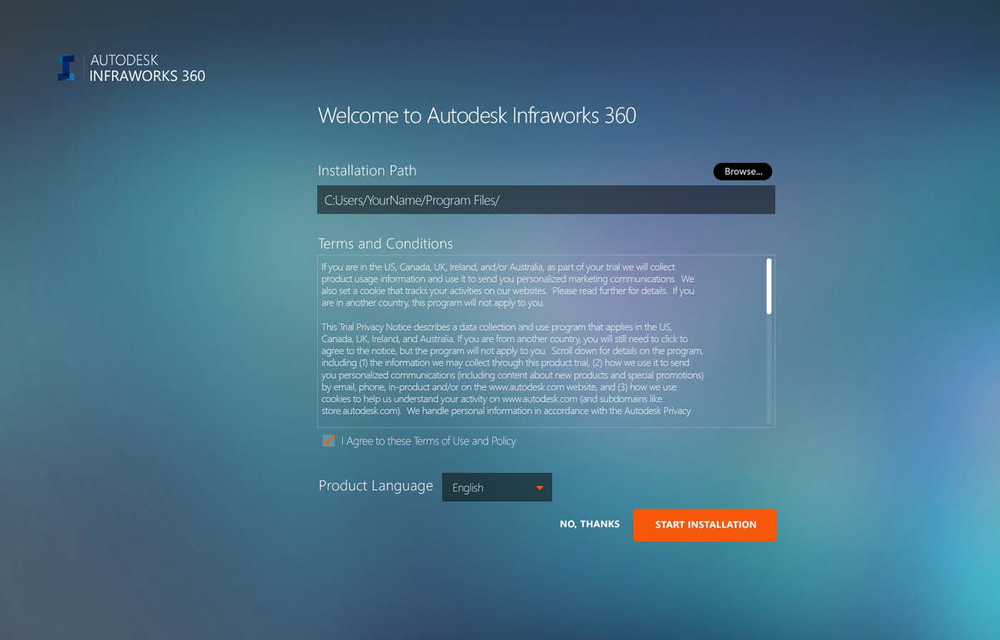 AUTODESK
INFRAWORKS 360
Welcome to Autodesk Infraworks 360
Installation Path
Browse...
C:Users/YourName/Program Files/
Terms and Conditions
If you are in the US, Canada, UK, Ireland, and/or Australia, as part of your trial we will collect
product usage information and use it to send you personalized marketing communications. We
also set a cookie that tracks your activities on our websites. Please read further for details. If you
are in another country, this program will not apply to you.
This Trial Privacy Notice describes a data collection and use program that applies in the US,
Canada, UK, Ireland, and Australia. If you are from another country, you will still need to click to
agree to the notice, but the program will not apply to you. Scroll down for details on the program,
including (1) the information we may collect through this product trial, (2) how we use it to send
you personalized communications (including content about new products and special promotions)
by email, phone, in-product and/or on the www.autodesk.com website, and (3) how we use
cookies to help us understand your activity on www.autodesk.com (and subdomains like
store.autodesk.com). We handle personal information in accordance with the Autodesk Privacy
I Agree to these Terms of Use and Policy
Product Language
English
NO, THANKS
START INSTALLATION